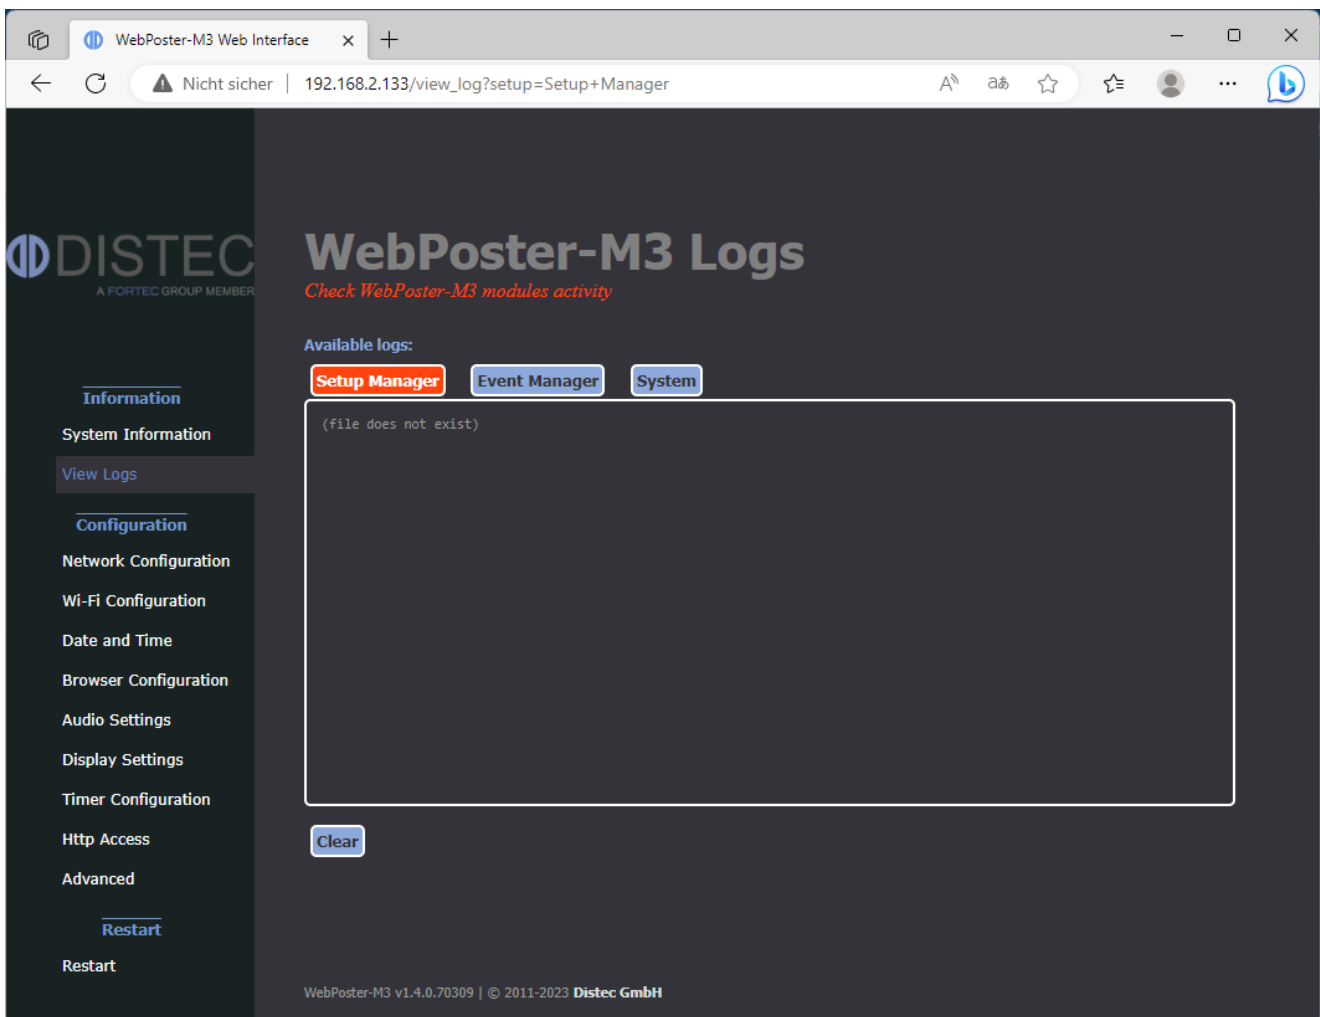 WebPoster-M3 Web Interface
Nicht sicher | 192.168.2.133/view_log?setup=Setup+Manager
DISTEC
A FORTEC GROUP MEMBER
Information
System Information
View Logs
Configuration
Network Configuration
Wi-Fi Configuration
Date and Time
Browser Configuration
Audio Settings
Display Settings
Timer Configuration
Http Access
Advanced
Restart
Restart
WebPoster-M3 Logs
Check WebPoster-M3 modules activity
Available logs:
Setup Manager Event Manager System
(file does not exist)
Clear
WebPoster-M3 v1.4.0.70309 | © 2011-2023 Distec GmbH